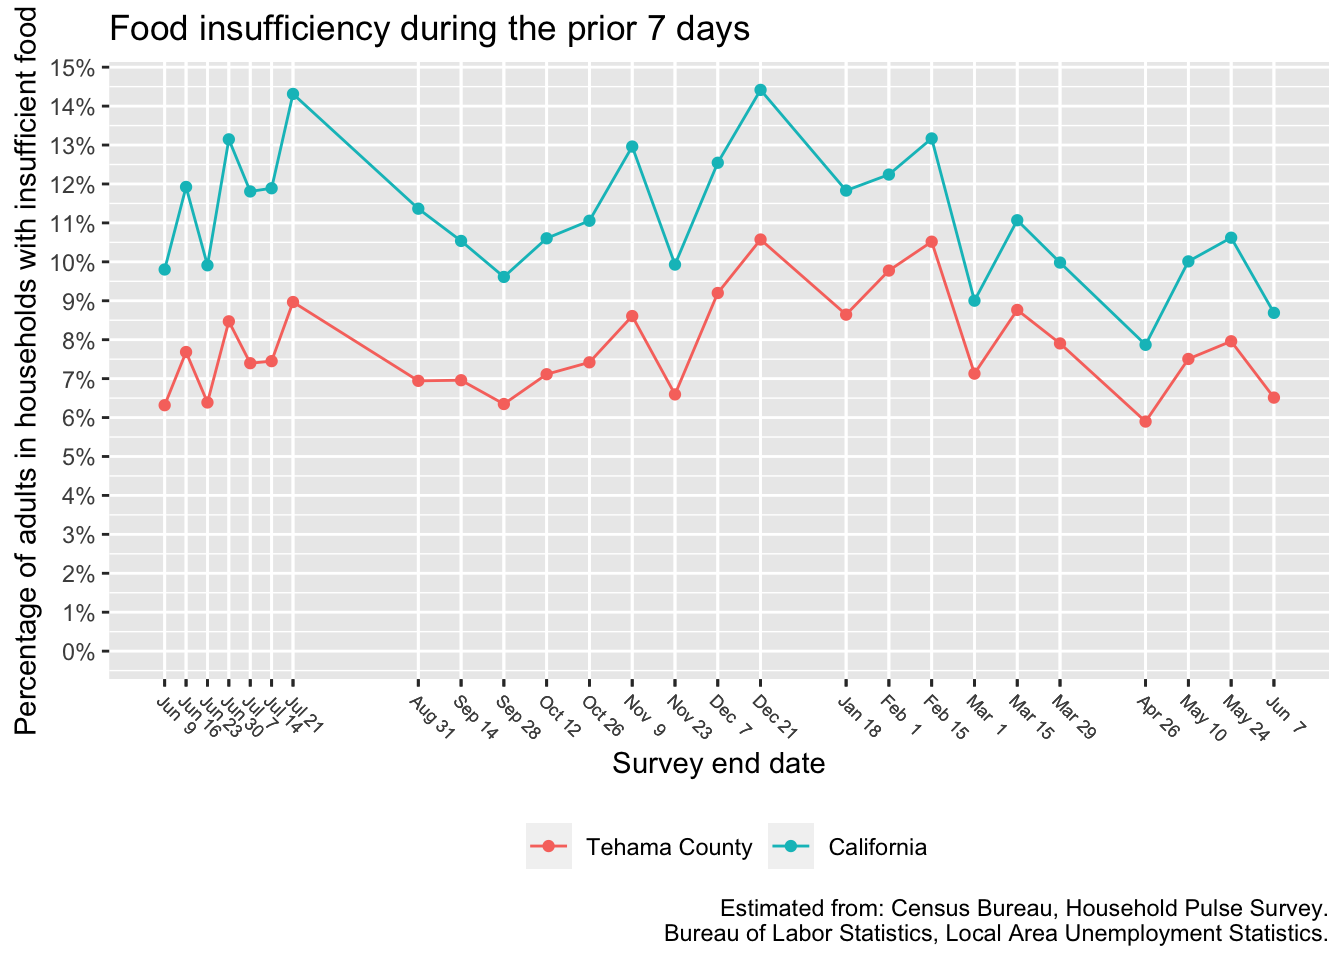 Food insufficiency during the prior 7 days
Percentage of adults in households with insufficient food
15%
14%
13%
12%
11%
10%
9%
8%
7%
6%
5%
4%
3%
2%
1%
0%
Jun 9
Jun 16
Jun 23
Jun 30
Jul 7
Jul 14
Jul 21
Aug 31
Sep 14
Sep 28
Oct 12
Oct 26
Nov 9
Nov 23
Dec 7
Dec 21
Jan 18
Feb 1
Feb 15
Mar 1
Mar 15
Mar 29
Apr 26
May 10
May 24
Jun 7
Survey end date
Tehama County
California
Estimated from: Census Bureau, Household Pulse Survey.
Bureau of Labor Statistics, Local Area Unemployment Statistics.